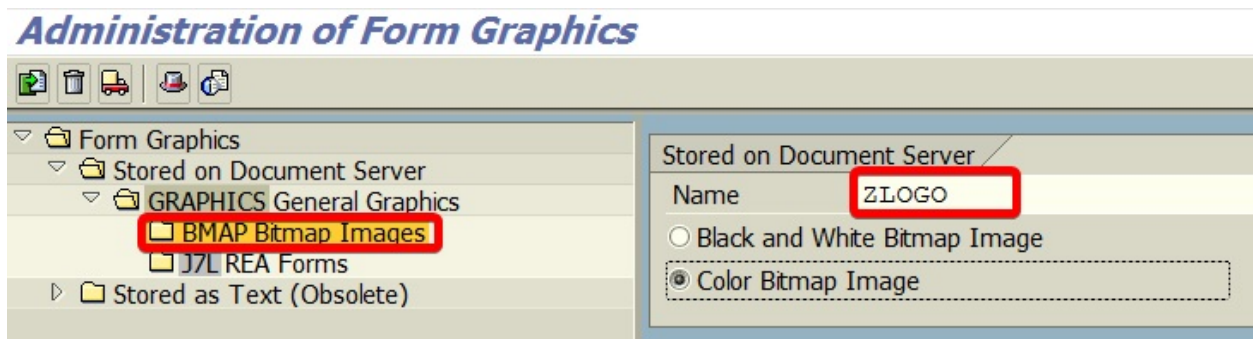 Administration of Form Graphics
Form Graphics
Stored on Document Server
GRAPHICS General Graphics
BMAP Bitmap Images
J7L REA Forms
Stored as Text (Obsolete)
Stored on Document Server
Name ZLOGO
Black and White Bitmap Image
Color Bitmap Image